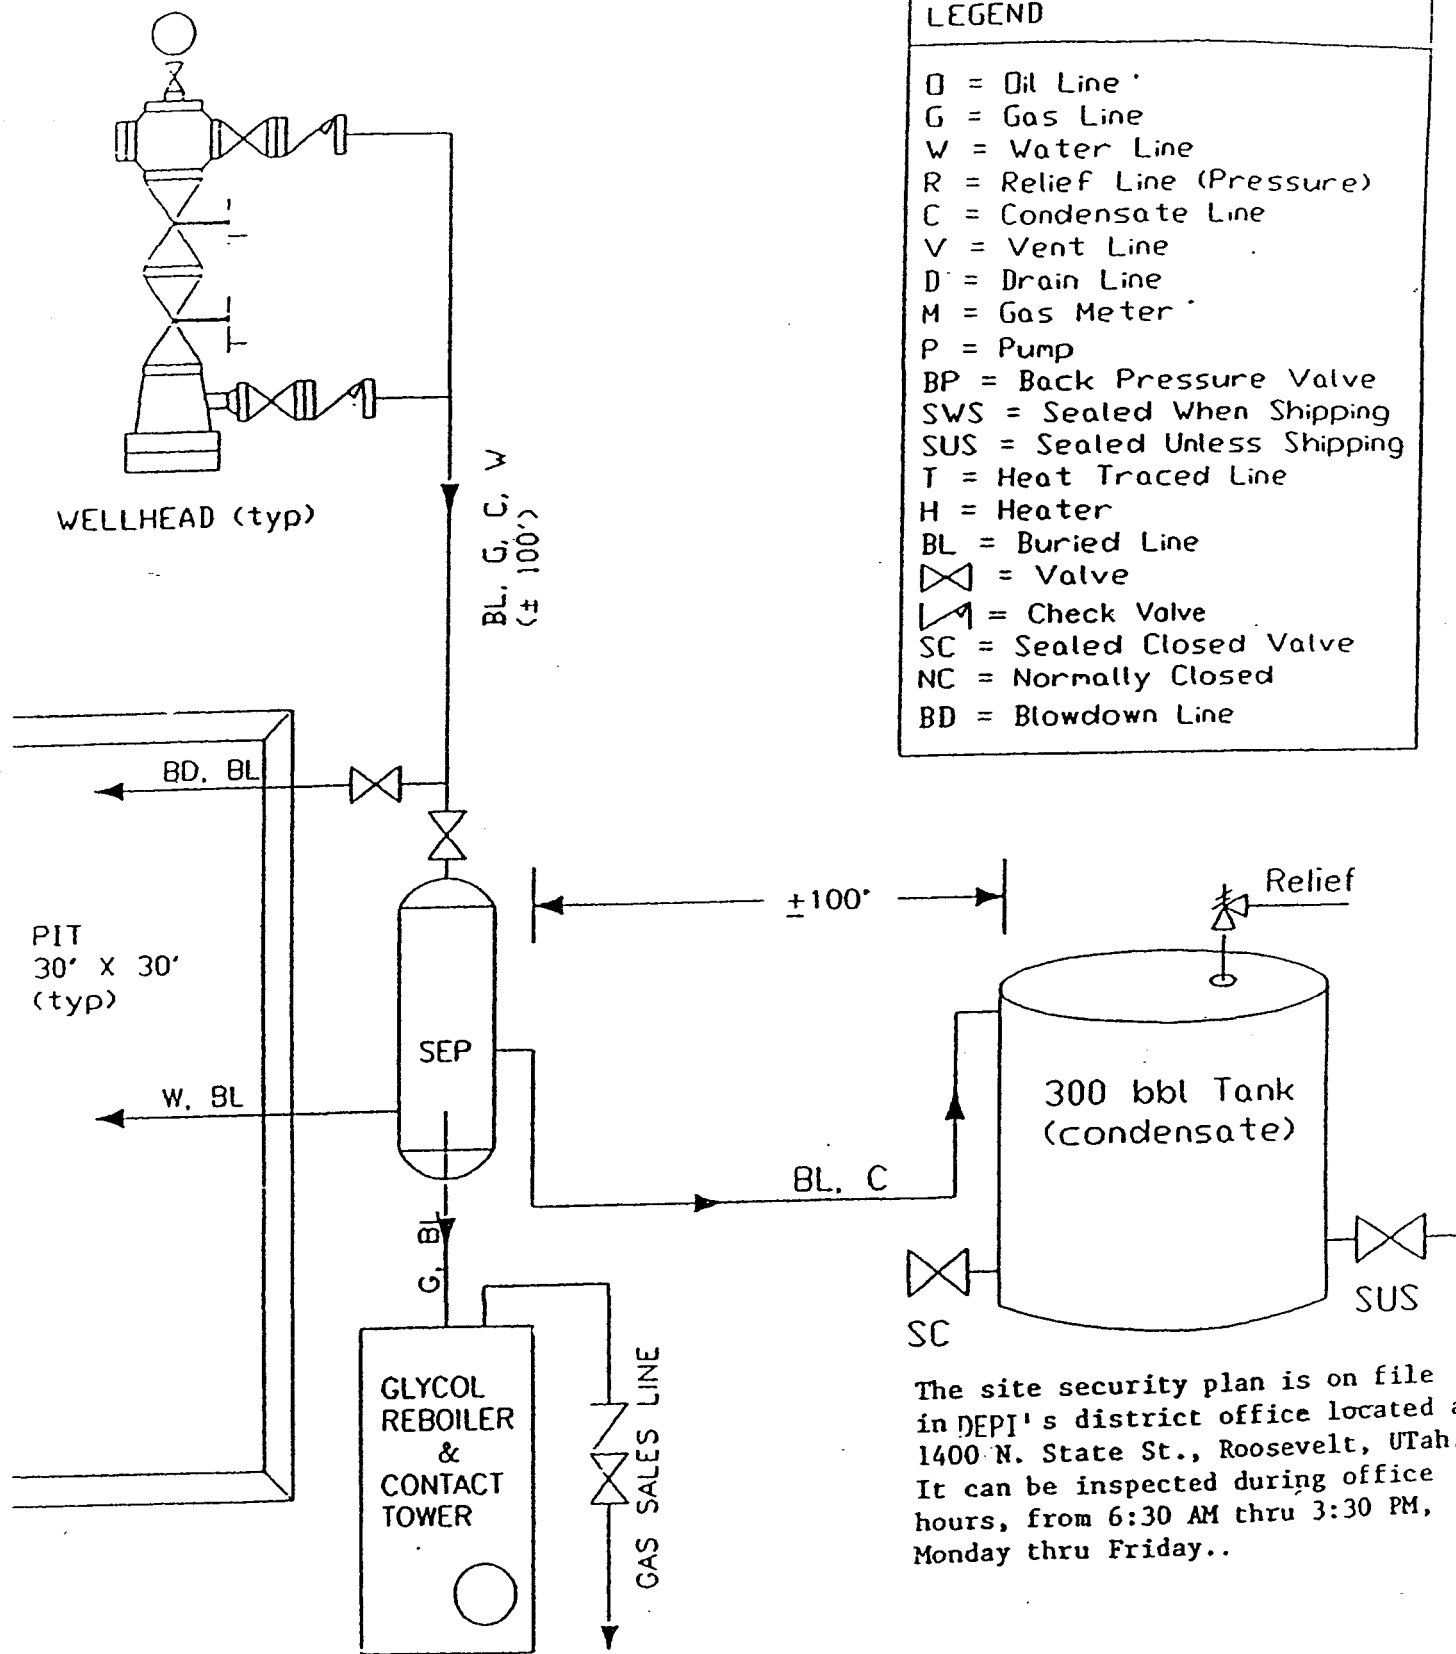 LEGEND
O = Oil Line
G = Gas Line
W = Water Line
R = Relief Line (Pressure)
C = Condensate Line
V = Vent Line
D = Drain Line
M = Gas Meter
P = Pump
BP = Back Pressure Valve
SWS = Sealed When Shipping
SUS = Sealed Unless Shipping
T = Heat Traced Line
H = Heater
BL = Buried Line
= Valve
= Check Valve
SC = Sealed Closed Valve
NC = Normally Closed
BD = Blowdown Line
WELLHEAD (typ)
BL, G, C, W
(± 100')
BD, BL
PIT
30' X 30'
(typ)
±100'
Relief
SEP
W, BL
300 bbl Tank
(condensate)
BL, C
G, BL
SC
SUS
GLYCOL
REBOILER
&
CONTACT
TOWER
GAS SALES LINE
The site security plan is on file
in DEPI's district office located
1400 N. State St., Roosevelt, UTah
It can be inspected during office
hours, from 6:30 AM thru 3:30 PM,
Monday thru Friday..